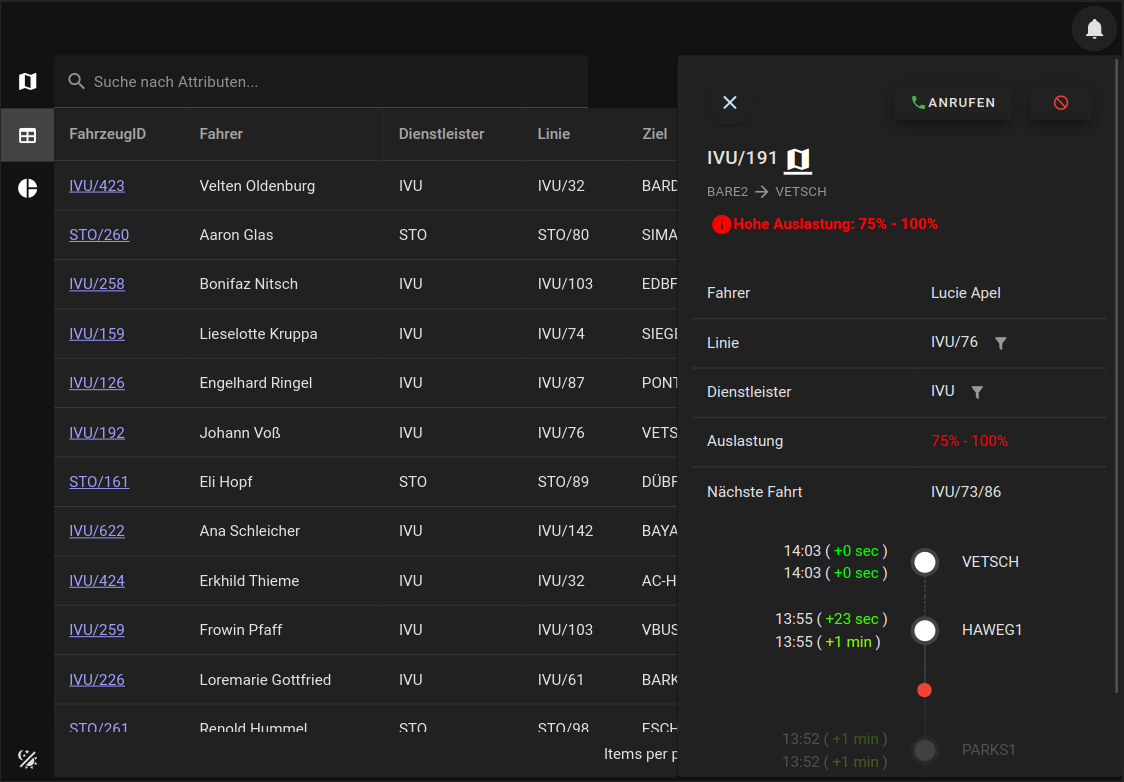 Suche nach Attributen...
FahrzeugID Fahrer Dienstleister Linie Ziel
IVU/423 Velten Oldenburg IVU IVU/32 BARD
STO/260 Aaron Glas STO STO/80 SIMA
IVU/258 Bonifaz Nitsch IVU IVU/103 EDBF
IVU/159 Lieselotte Kruppa IVU IVU/74 SIEGE
IVU/126 Engelhard Ringel IVU IVU/87 PONT
IVU/192 Johann Voß IVU IVU/76 VETS
STO/161 Eli Hopf STO STO/89 DÜBF
IVU/622 Ana Schleicher IVU IVU/142 BAYA
IVU/424 Erkhild Thieme IVU IVU/32 AC-H
IVU/259 Frowin Pfaff IVU IVU/103 VBUS
IVU/226 Loremarie Gottfried IVU IVU/61 BARK
STO/261 Renold Hummel STO STO/98 ESCH
Items per p
ANRUFEN
IVU/191
BARE2 → VETSCH
Hohe Auslastung: 75% - 100%
Fahrer Lucie Apel
Linie IVU/76
Dienstleister IVU
Auslastung 75% - 100%
Nächste Fahrt IVU/73/86
14:03 ( +0 sec )
14:03 ( +0 sec )
VETSCH
13:55 ( +23 sec )
13:55 ( +1 min )
HAWEG1
13:52 ( +1 min )
13:52 ( +1 min )
PARKS1